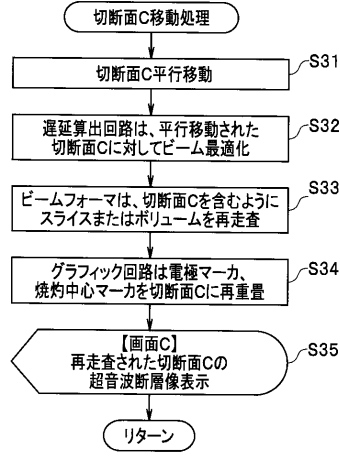 切断面C移動処理
S31
切断面C平行移動
S32
遅延算出回路は、平行移動された
切断面Cに対してビーム最適化
S33
ビームフォーマは、切断面Cを含むように
スライスまたはボリュームを再走査
S34
グラフィック回路は電極マーカ、
焼灼中心マーカを切断面Cに再重畳
S35
【画面C】
再走査された切断面Cの
超音波断層像表示
リターン